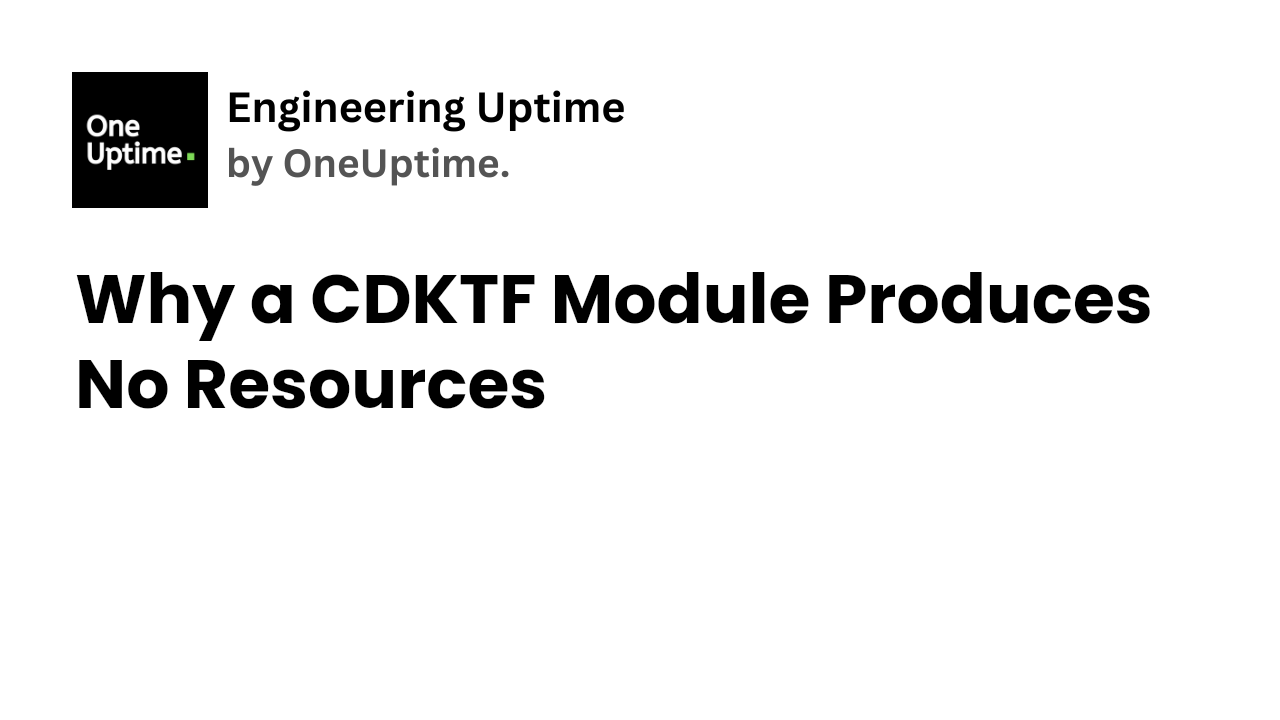 One
Uptime.
Engineering Uptime
by OneUptime.
Why a CDKTF Module Produces
No Resources